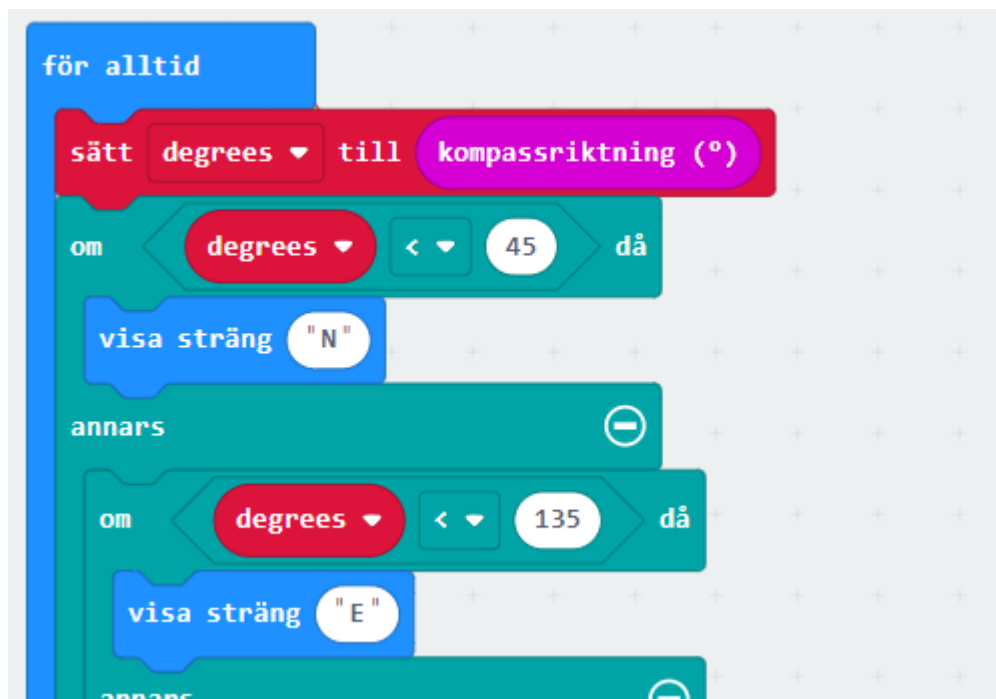 för alltid
sätt degrees till kompassriktning (°)
om degrees < 45 då
visa sträng "N"
annars
om degrees < 135 då
visa sträng "E"
annars